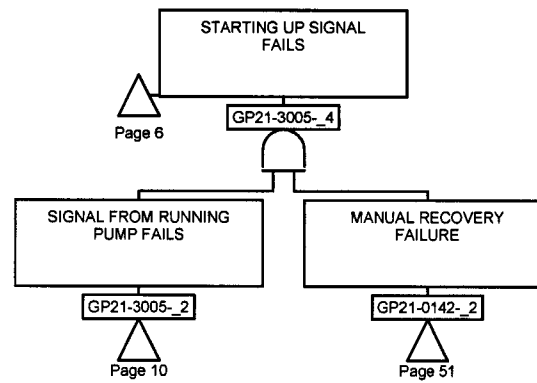 STARTING UP SIGNAL
FAILS
Page 6
GP21-3005-_4
SIGNAL FROM RUNNING
PUMP FAILS
MANUAL RECOVERY
FAILURE
GP21-3005-_2
GP21-0142-_2
Page 10
Page 51